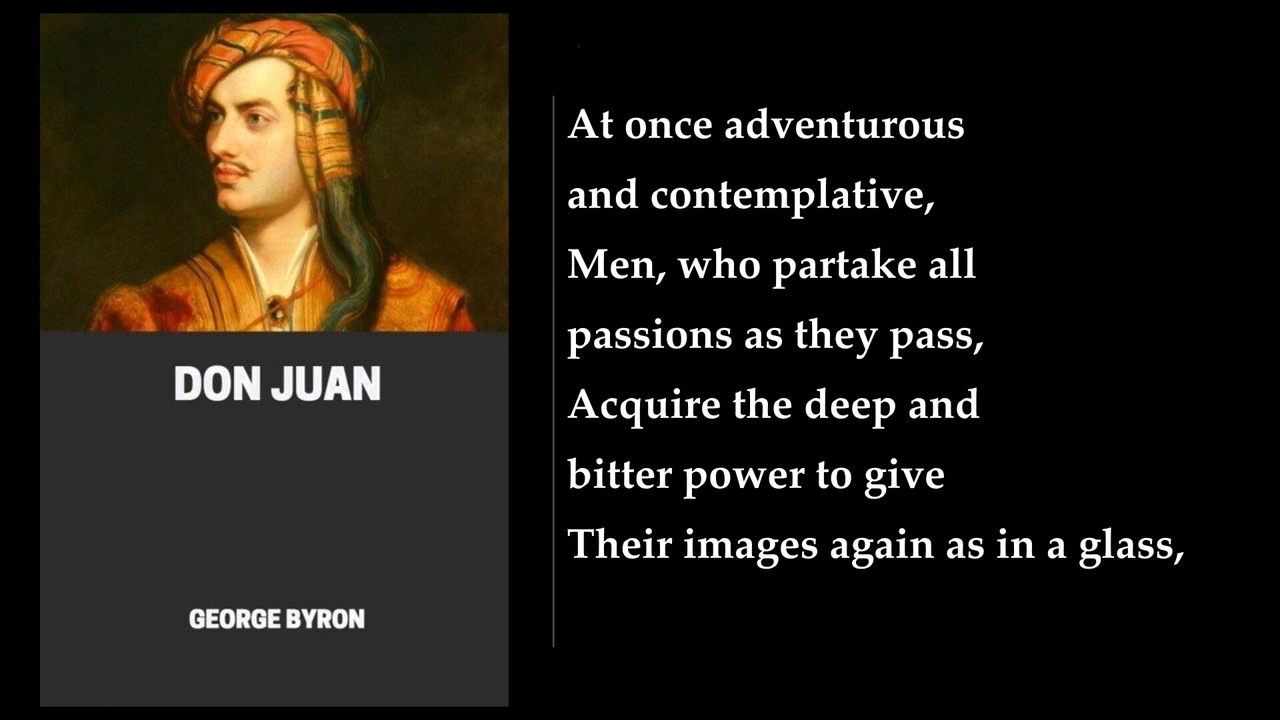 DON JUAN
GEORGE BYRON
At once adventurous
and contemplative,
Men, who partake all
passions as they pass,
Acquire the deep and
bitter power to give
Their images again as in a glass,